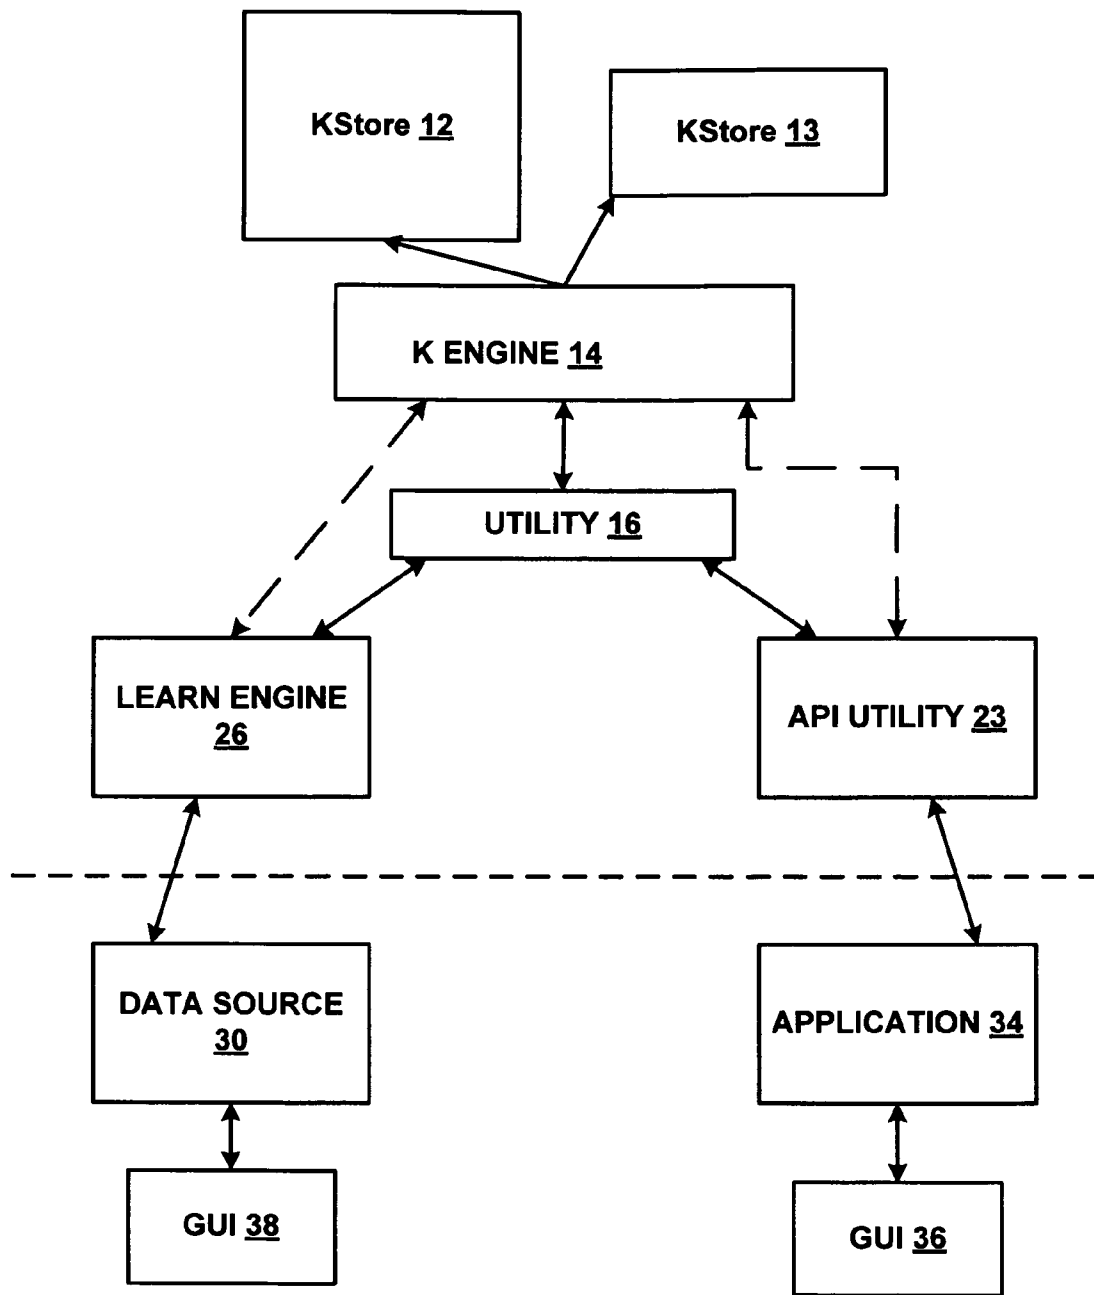 KStore 12
KStore 13
K ENGINE 14
UTILITY 16
LEARN ENGINE
26
API UTILITY 23
DATA SOURCE
30
APPLICATION 34
GUI 38
GUI 36